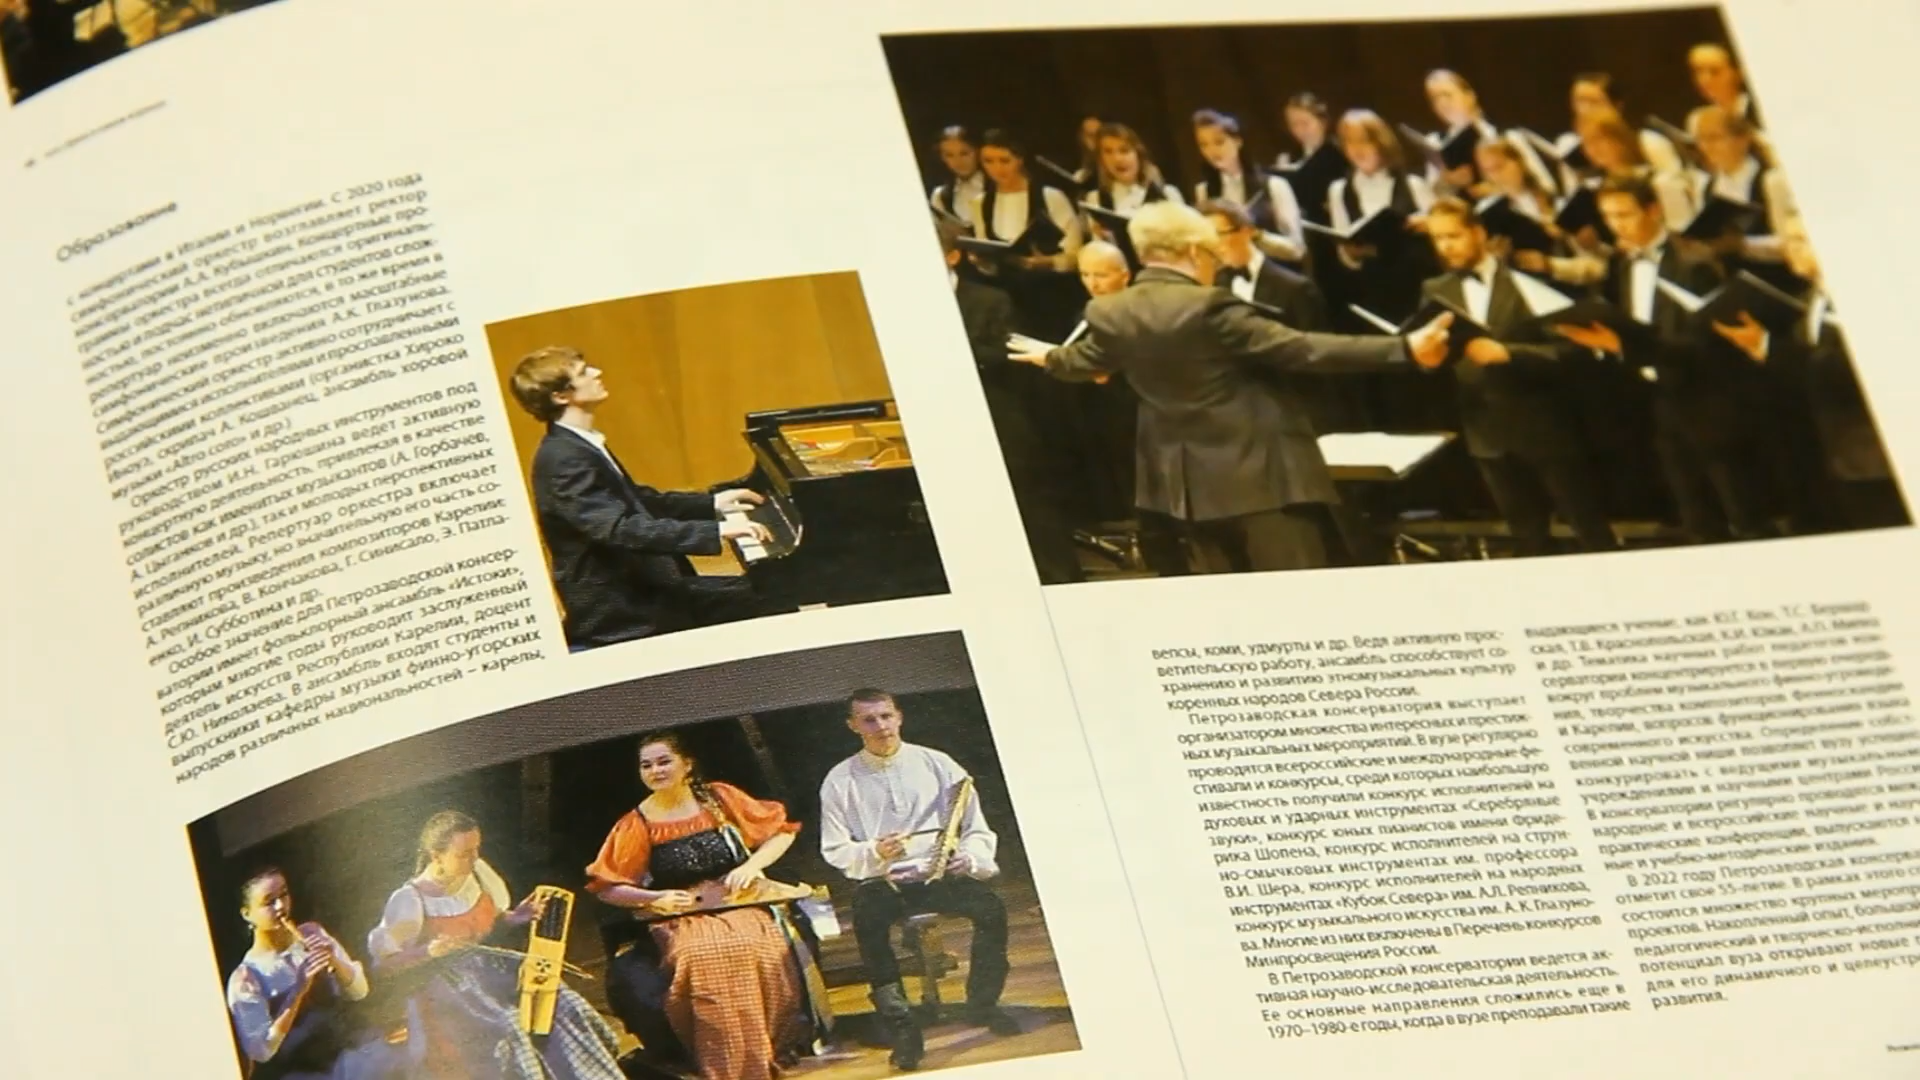 Образование
с концертами в Италии и Норвегии. С 2020 года
симфонический оркестр возглавляет ректор
консерватории А.А. Кубышкин. Концертные про-
граммы оркестра всегда отличаются оригиналь-
ностью и подчас нетипичной для студентов слож-
ностью, постоянно обновляются, в то же время в
репертуар неизменно включаются масштабные
симфонические произведения А.К. Глазунова.
Симфонический оркестр активно сотрудничает с
выдающимися исполнителями и прославленными
российскими коллективами (органистка Хироко
Иноуэ, скрипач А. Кошванец, ансамбль хоровой
музыки «Altro coro» и др.)
Оркестр русских народных инструментов под
руководством И.Н. Гарюшина ведет активную
концертную деятельность, привлекая в качестве
солистов как именитых музыкантов (А. Горбачев,
А. Цыганков и др.), так и молодых перспективных
исполнителей. Репертуар оркестра включает
различную музыку, но значительную его часть со-
ставляют произведения композиторов Карелии:
А. Репникова, В. Кончакова, Г. Синисало, Э. Патла-
енко, И. Субботина и др.
Особое значение для Петрозаводской консер-
ватории имеет фольклорный ансамбль «Истоки»,
которым многие годы руководит заслуженный
деятель искусств Республики Карелии, доцент
С.Ю. Николаева. В ансамбль входят студенты и
выпускники кафедры музыки финно-угорских
народов различных национальностей – карелы,
вепсы, коми, удмурты и др. Ведя активную прос-
ветительскую работу, ансамбль способствует со-
хранению и развитию этномузыкальных культур
коренных народов Севера России.
Петрозаводская консерватория выступает
организатором множества интересных и престиж-
ных музыкальных мероприятий. В вузе регулярно
проводятся всероссийские и международные фе-
стивали и конкурсы, среди которых наибольшую
известность получили конкурс исполнителей на
духовых и ударных инструментах «Серебряные
звуки», конкурс юных пианистов имени Фриде-
рика Шопена, конкурс исполнителей на струн-
но-смычковых инструментах им. профессора
В.И. Шера, конкурс исполнителей на народных
инструментах «Кубок Севера» им. А.Л. Репникова,
конкурс музыкального искусства им. А. К. Глазуно-
ва. Многие из них включены в Перечень конкурсов
Минпросвещения России.
В Петрозаводской консерватории ведется ак-
тивная научно-исследовательская деятельность.
Ее основные направления сложились еще в
1970–1980-е годы, когда в вузе преподавали такие
выдающиеся ученые, как Ю.Г. Кон, Т.С.
ская, Т.В. Краснопольская, К.И. Южак,
и др. Тематика научных работ педагогов кон-
серватории концентрируется в первую очередь
вокруг проблем музыкального
ния, творчества композиторов
и Карелии, вопросов функционирования языка
современного искусства. Определение собст-
венной научной ниши позволяет вузу
конкурировать с ведущими музыкальными
учреждениями и научными центрами
В консерватории регулярно проводятся
народные и всероссийские научные и
практические конференции, выпускаются
ные и учебно-методические издания.
В 2022 году Петрозаводская
отметит свое 55-летие. В рамках этого
состоится множество крупных
проектов. Накопленный опыт,
педагогический и
потенциал вуза открывают новые
для его динамичного и
развития.